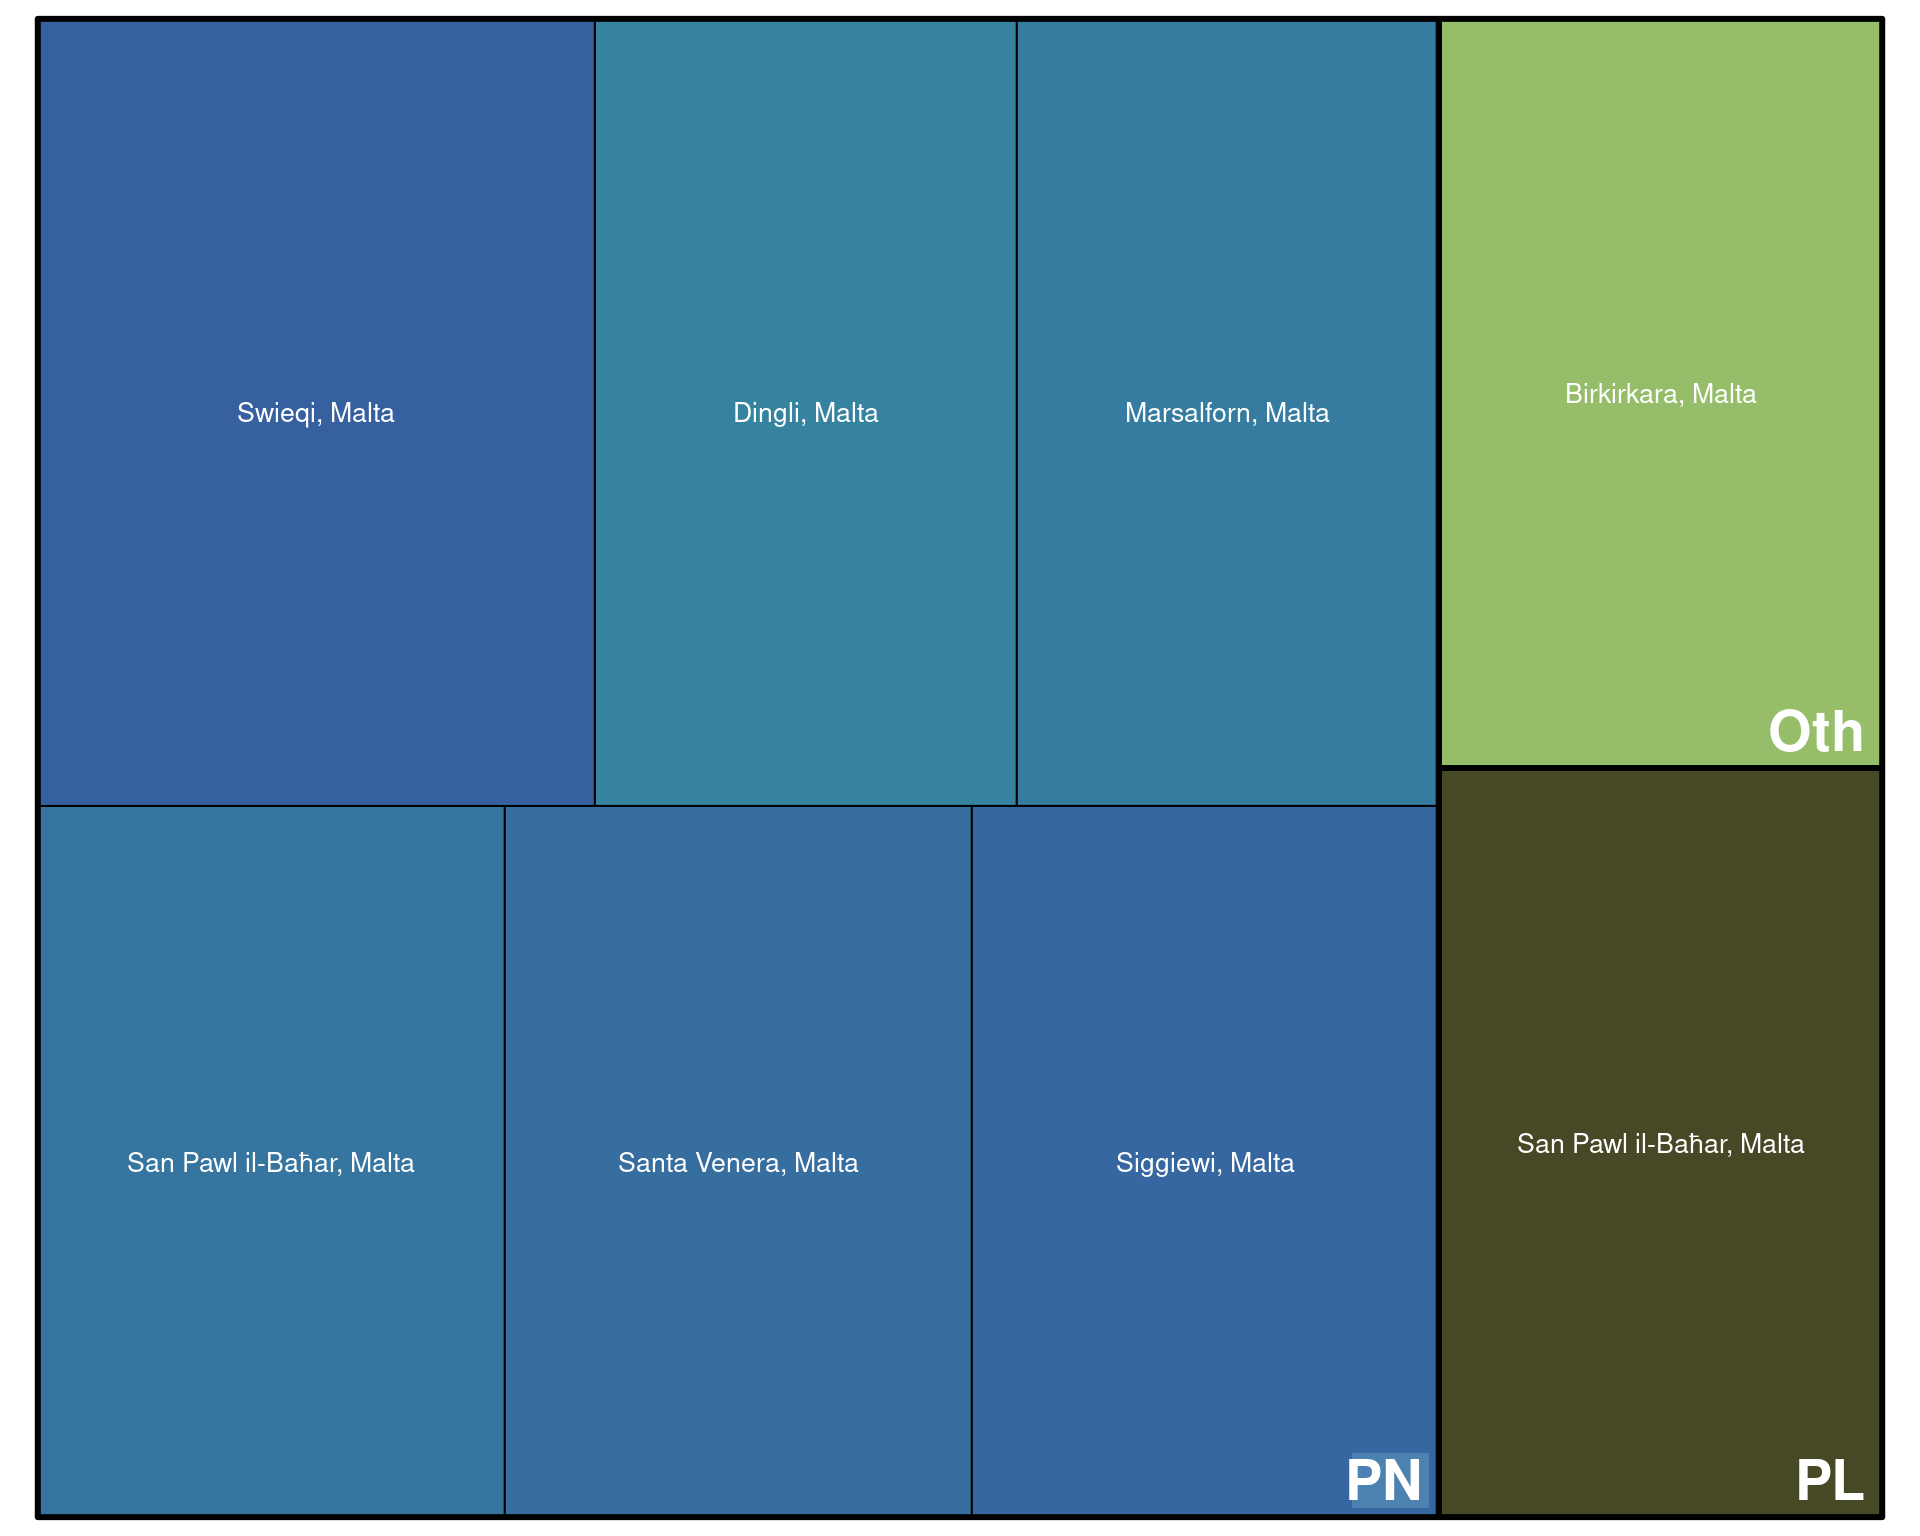 Swieqi, Malta
Dingli, Malta
Marsalforn, Malta
Birkirkara, Malta
Oth
San Pawl il-Baħar, Malta
Santa Venera, Malta
Siggiewi, Malta
PN
San Pawl il-Baħar, Malta
PL